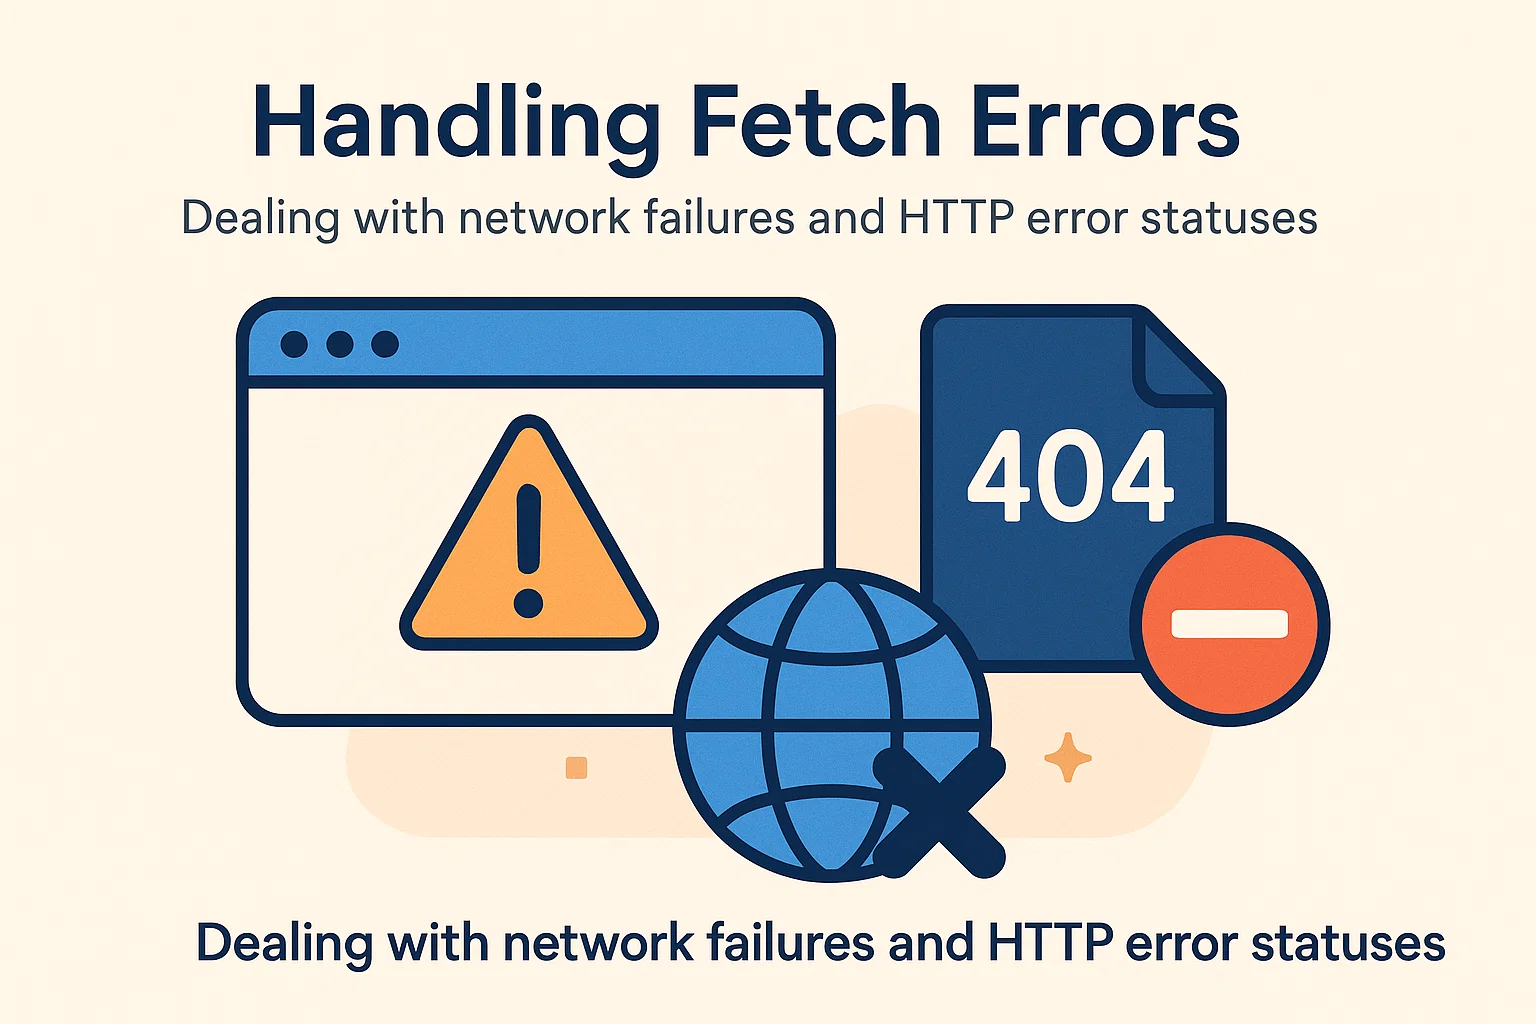 Handling Fetch Errors
Dealing with network failures and HTTP error statuses
404
Dealing with network failures and HTTP error statuses